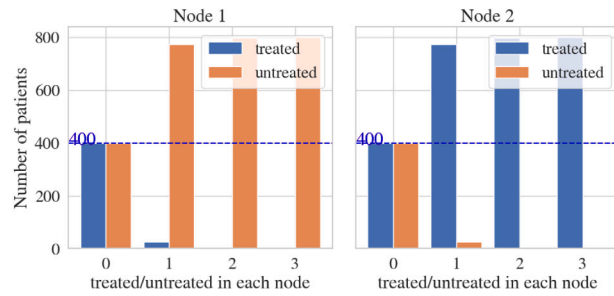 Node 1
Node 2
Number of patients
800
600
400
200
0
400
treated
untreated
400
treated
untreated
0 1 2 3
0 1 2 3
treated/untreated in each node
treated/untreated in each node